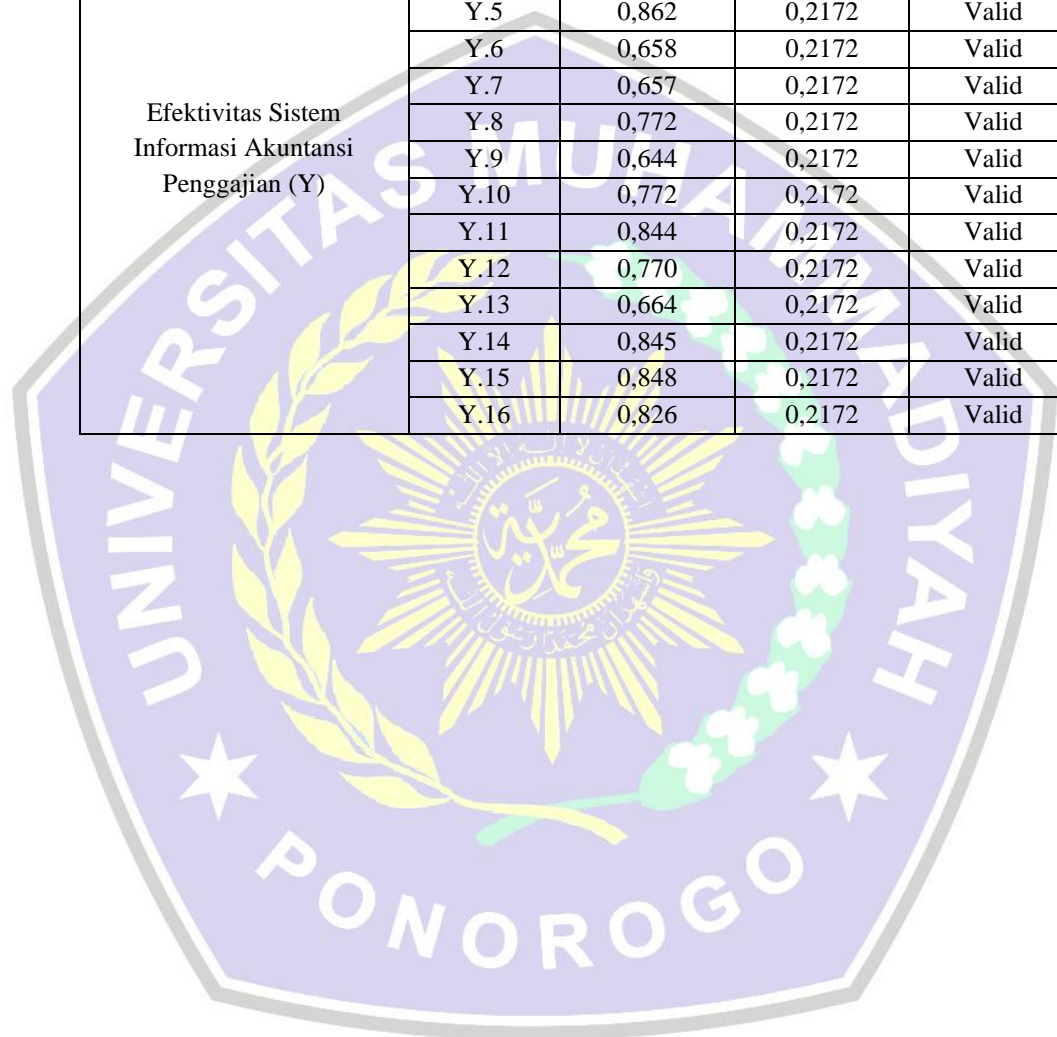 Y.5 0,862 0,2172 Valid
Y.6 0,658 0,2172 Valid
Y.7 0,657 0,2172 Valid
Efektivitas Sistem
Informasi Akuntansi
Penggajian (Y)
Y.8 0,772 0,2172 Valid
Y.9 0,644 0,2172 Valid
Y.10 0,772 0,2172 Valid
Y.11 0,844 0,2172 Valid
Y.12 0,770 0,2172 Valid
Y.13 0,664 0,2172 Valid
Y.14 0,845 0,2172 Valid
Y.15 0,848 0,2172 Valid
Y.16 0,826 0,2172 Valid
UNIVERSITAS MUHAMMADIYAH
محمدية
PONOROGO